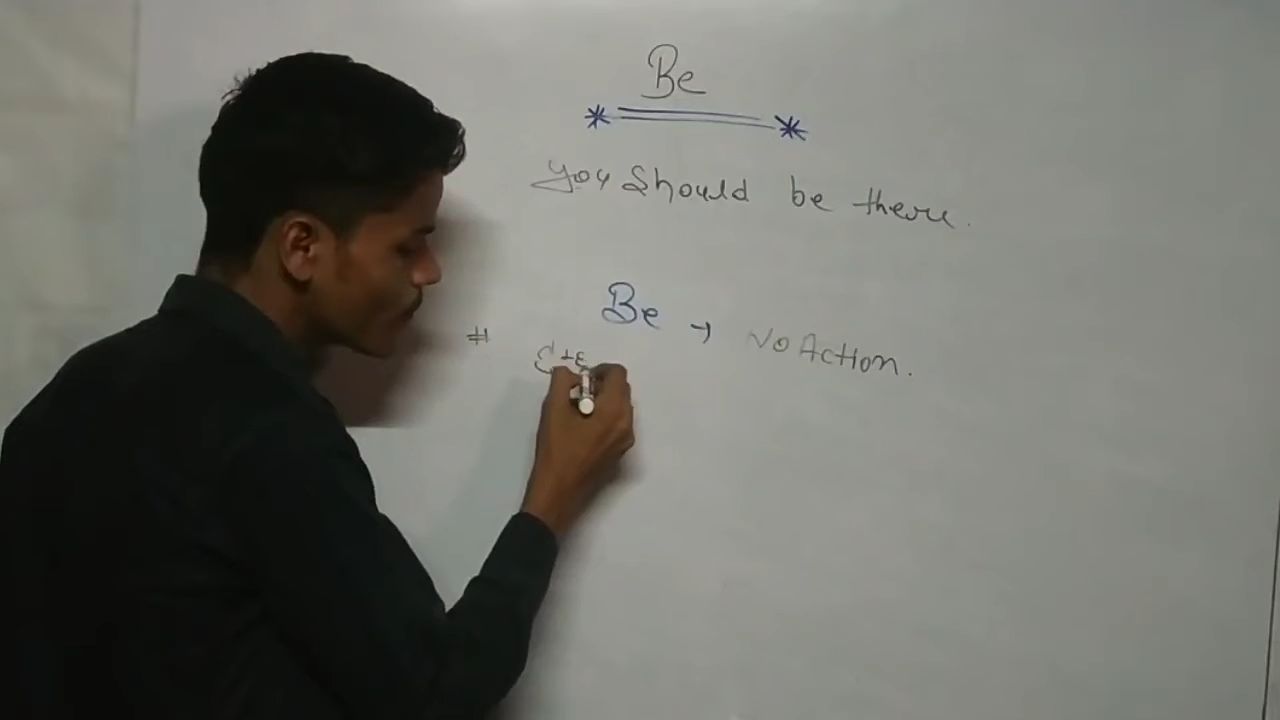 Be
you should be there.
Be → No Action.
#